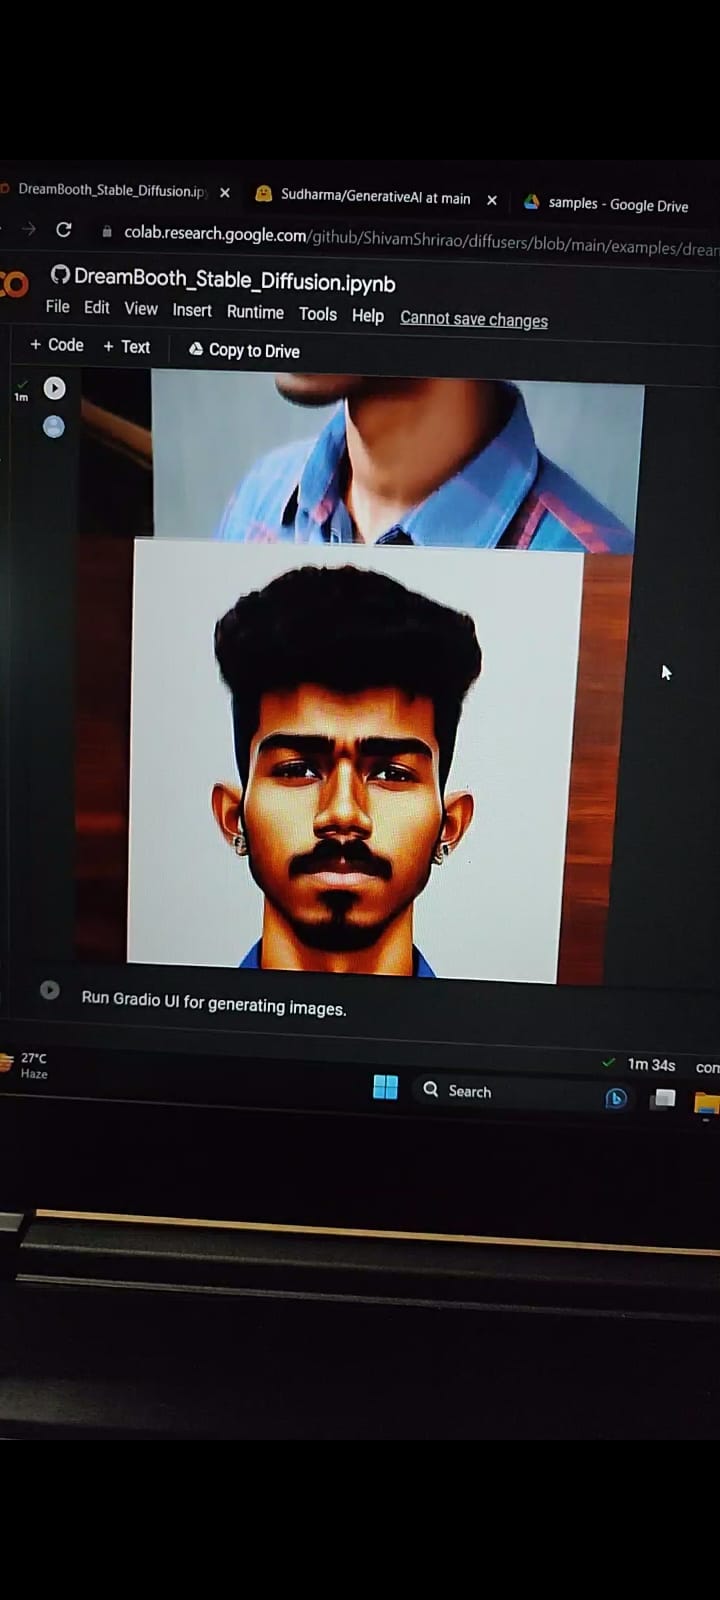 DreamBooth_Stable_Diffusion.ip
Sudharma/GenerativeAI at main
samples - Google Drive
colab.research.google.com/github/ShivamShrirao/diffusers/blob/main/examples/drean
CO
DreamBooth_Stable_Diffusion.ipynb
File Edit View Insert Runtime Tools Help Cannot save changes
+ Code + Text Copy to Drive
1m
Run Gradio UI for generating images.
1m 34s com
27°C
Haze
Search